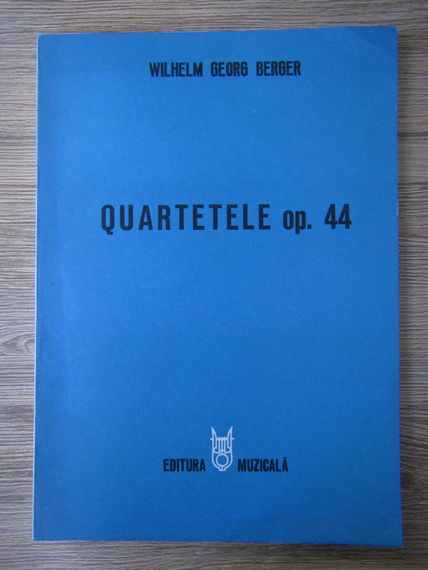 WILHELM GEORG BERGER
QUARTETELE op. 44
EDITURA MUZICALĂ